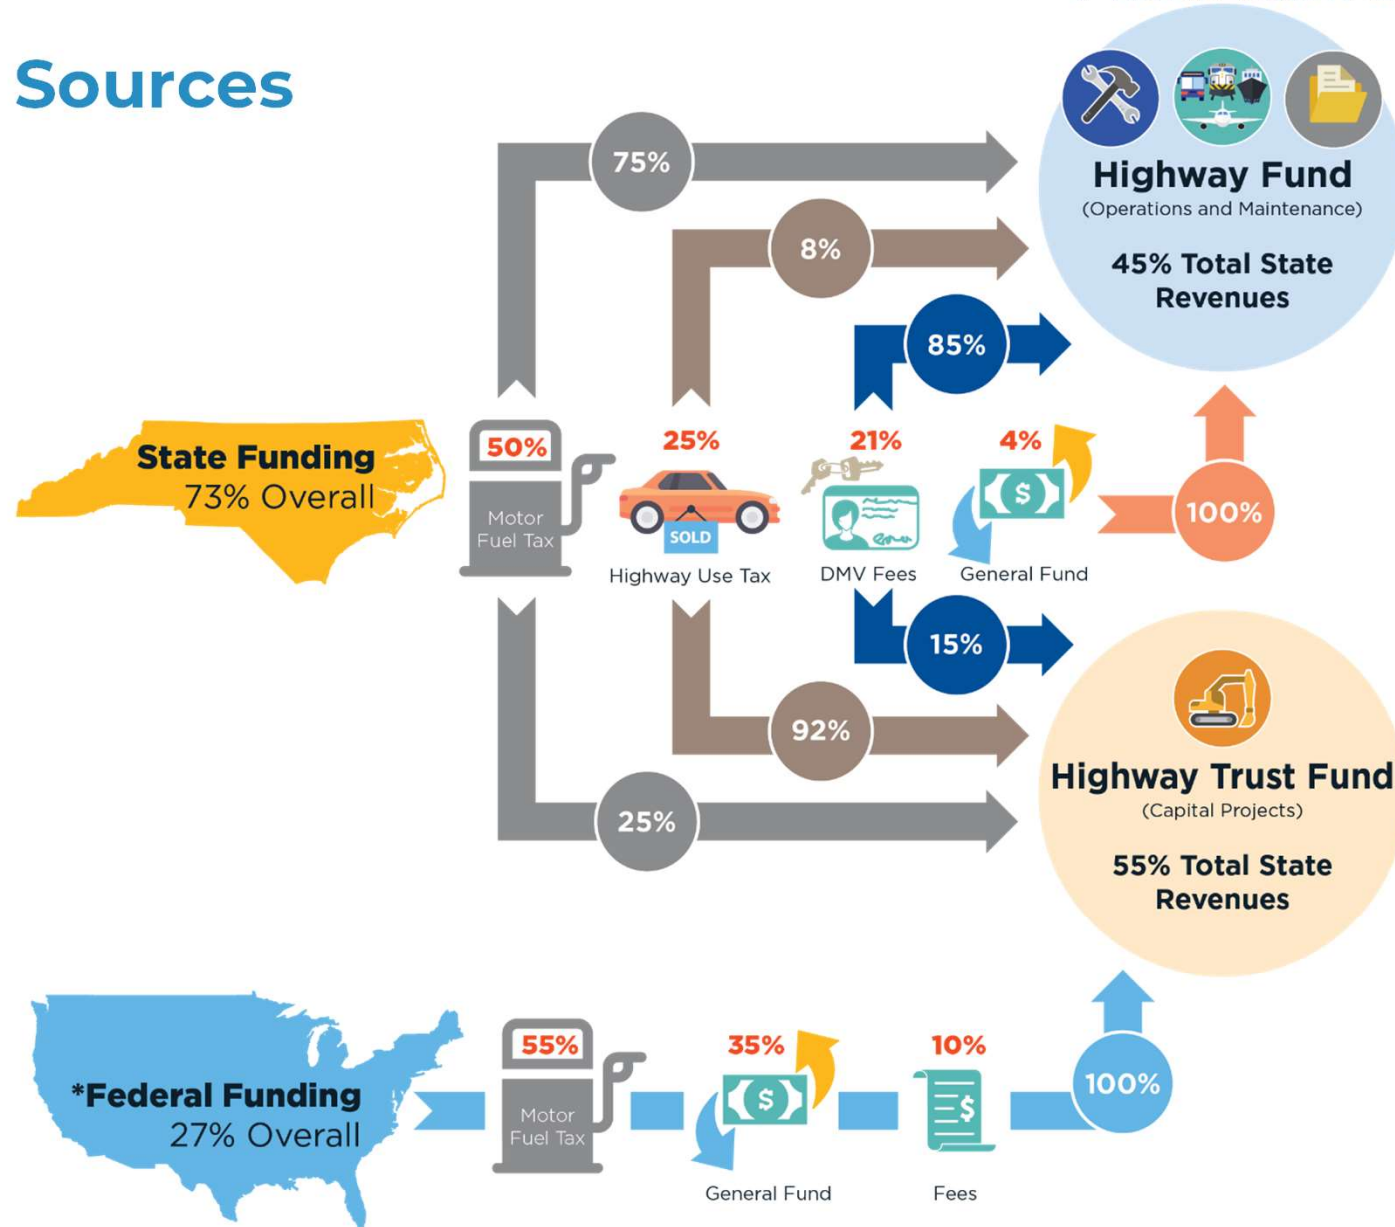 Sources
75%
8%
85%
Highway Fund
(Operations and Maintenance)
45% Total State
Revenues
State Funding
73% Overall
50%
Motor
Fuel Tax
25%
SOLD
Highway Use Tax
21%
DMV Fees
4%
$
General Fund
100%
15%
92%
25%
Highway Trust Fund
(Capital Projects)
55% Total State
Revenues
*Federal Funding
27% Overall
55%
Motor
Fuel Tax
35%
$
General Fund
10%
$
Fees
100%